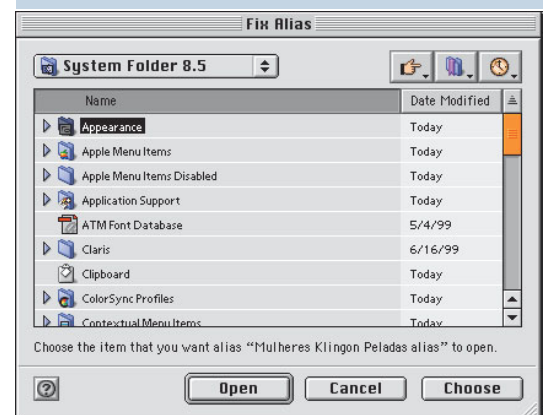 Fix Alias
System Folder 8.5
Name Date Modified
Appearance Today
Apple Menu Items Today
Apple Menu Items Disabled Today
Application Support Today
ATM Font Database 5/4/99
Claris 6/16/99
Clipboard Today
ColorSync Profiles Today
Contextual Menu Items Today
Choose the item that you want alias “Mulheres Klingon Peladas alias” to open.
? Open Cancel Choose